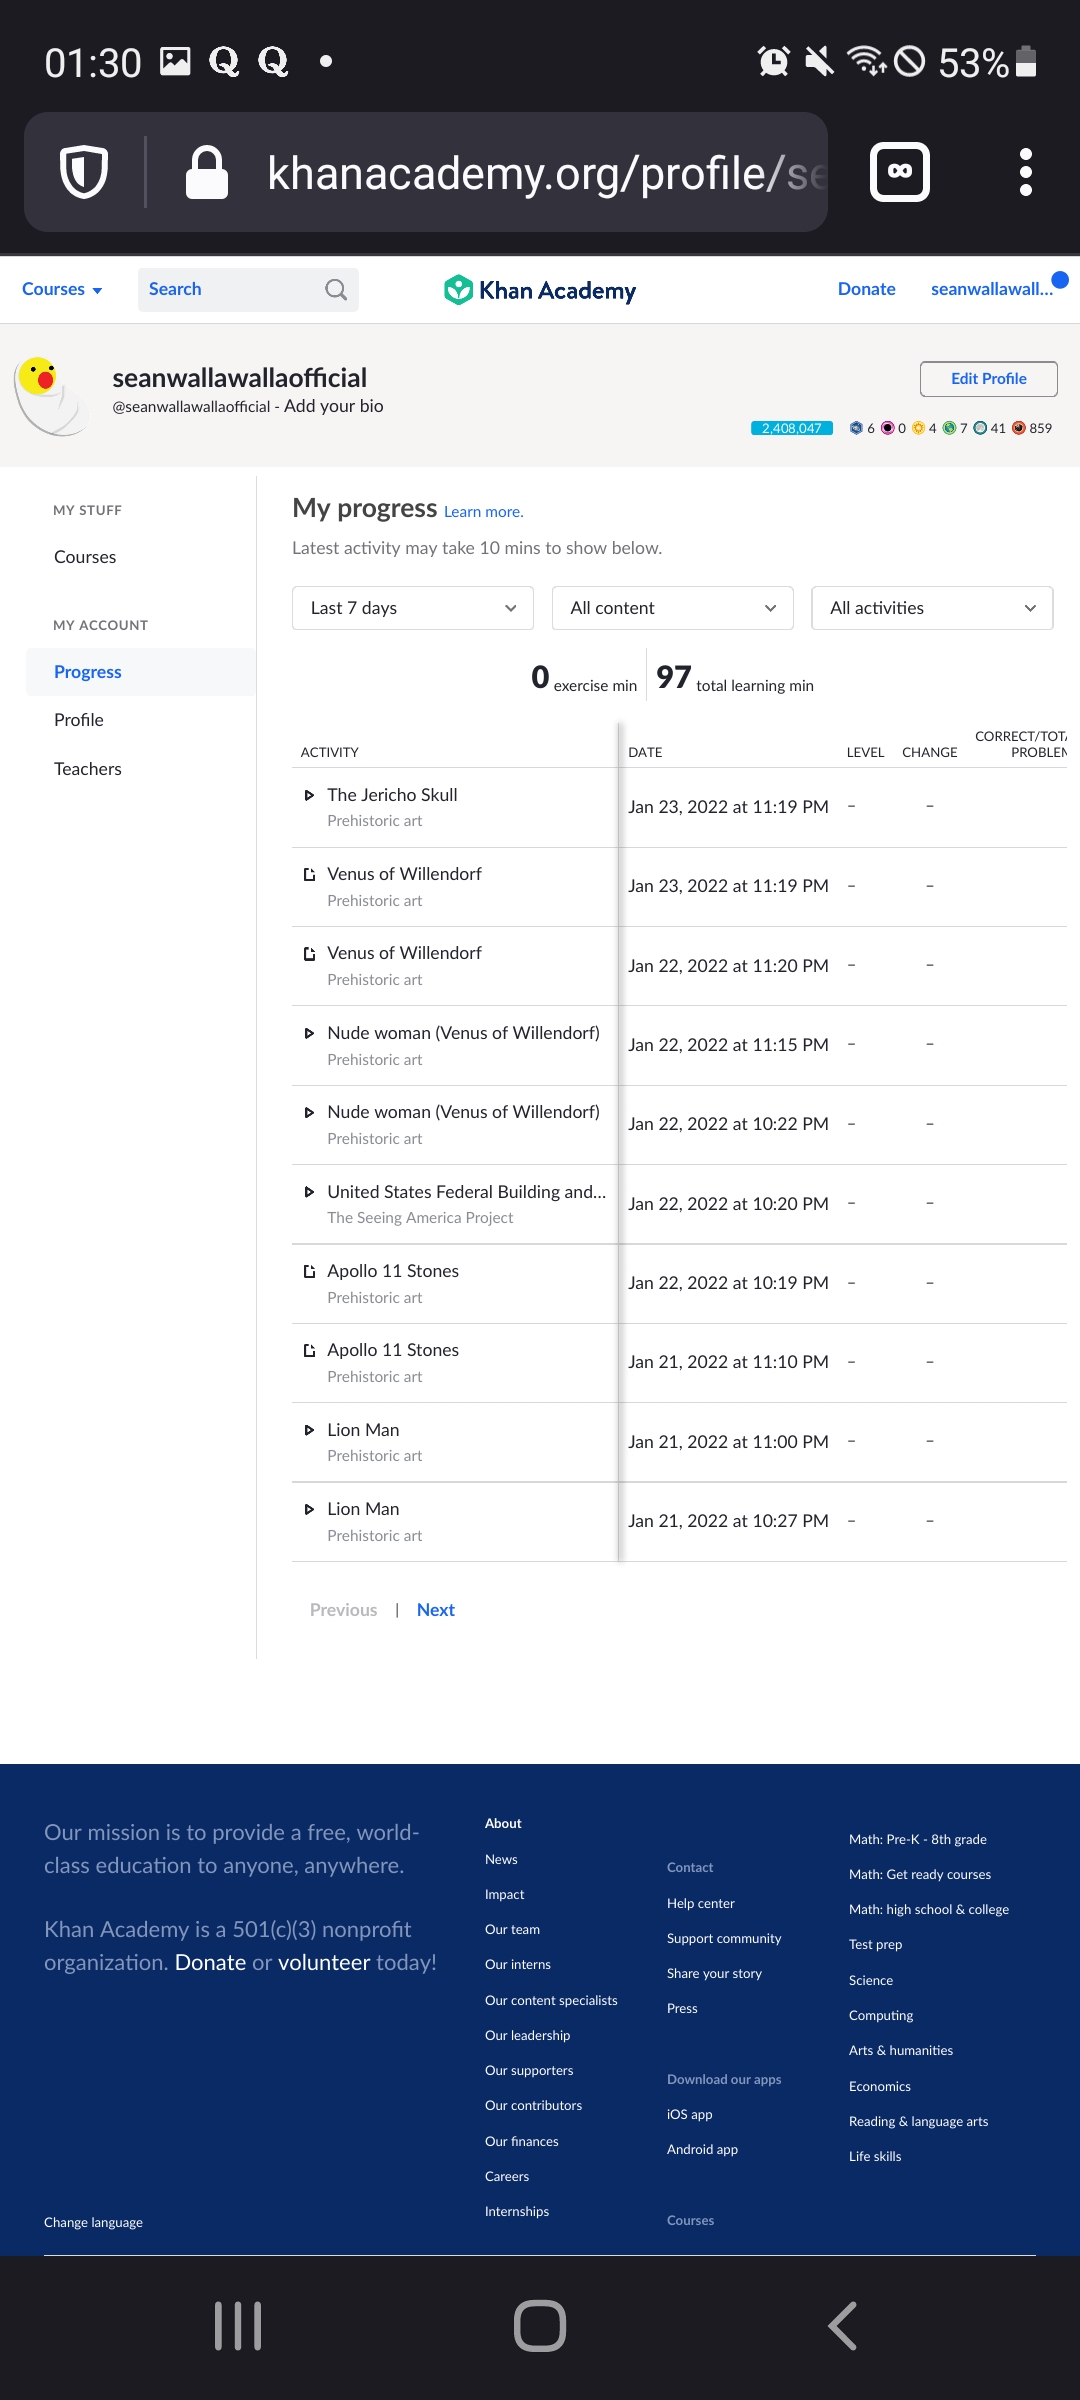 01:30
53%
khanacademy.org/profile/se
Courses
Search
Khan Academy
Donate
seanwallawall...
seanwallawallaofficial
@seanwallawallaofficial - Add your bio
Edit Profile
2,408,047 6 0 4 7 41 859
MY STUFF
Courses
MY ACCOUNT
Progress
Profile
Teachers
My progress Learn more.
Latest activity may take 10 mins to show below.
Last 7 days
All content
All activities
0 exercise min
97 total learning min
ACTIVITY DATE LEVEL CHANGE CORRECT/TOTA
PROBLEM
The Jericho Skull
Prehistoric art
Jan 23, 2022 at 11:19 PM – –
Venus of Willendorf
Prehistoric art
Jan 23, 2022 at 11:19 PM – –
Venus of Willendorf
Prehistoric art
Jan 22, 2022 at 11:20 PM – –
Nude woman (Venus of Willendorf)
Prehistoric art
Jan 22, 2022 at 11:15 PM – –
Nude woman (Venus of Willendorf)
Prehistoric art
Jan 22, 2022 at 10:22 PM – –
United States Federal Building and...
The Seeing America Project
Jan 22, 2022 at 10:20 PM – –
Apollo 11 Stones
Prehistoric art
Jan 22, 2022 at 10:19 PM – –
Apollo 11 Stones
Prehistoric art
Jan 21, 2022 at 11:10 PM – –
Lion Man
Prehistoric art
Jan 21, 2022 at 11:00 PM – –
Lion Man
Prehistoric art
Jan 21, 2022 at 10:27 PM – –
Previous | Next
Our mission is to provide a free, world-
class education to anyone, anywhere.
Khan Academy is a 501(c)(3) nonprofit
organization. Donate or volunteer today!
Change language
About
News
Impact
Our team
Our interns
Our content specialists
Our leadership
Our supporters
Our contributors
Our finances
Careers
Internships
Contact
Help center
Support community
Share your story
Press
Download our apps
iOS app
Android app
Courses
Math: Pre-K - 8th grade
Math: Get ready courses
Math: high school & college
Test prep
Science
Computing
Arts & humanities
Economics
Reading & language arts
Life skills